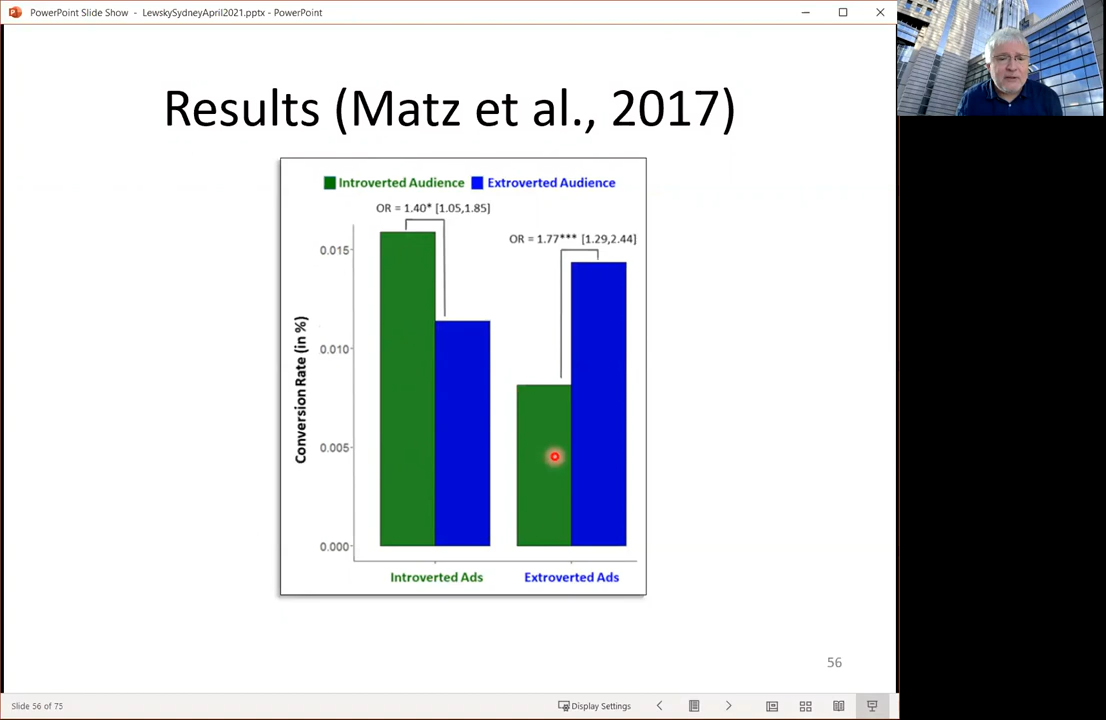 PowerPoint Slide Show - LewskySydneyApril2021.pptx - PowerPoint
Results (Matz et al., 2017)
Introverted Audience Extroverted Audience
OR = 1.40* [1.05,1.85]
OR = 1.77*** [1.29,2.44]
0.015
0.010
0.005
0.000
Conversion Rate (in %)
Introverted Ads Extroverted Ads
56
Slide 56 of 75 Display Settings